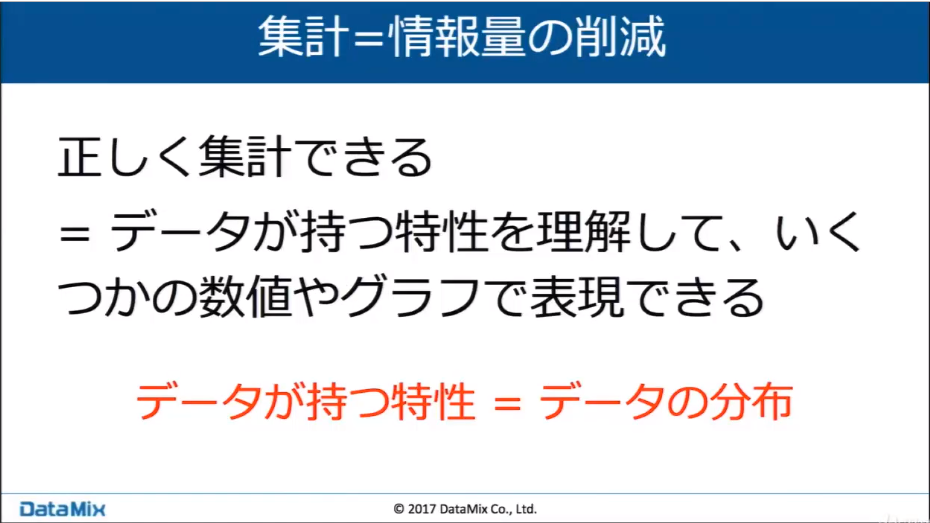 集計=情報量の削減
正しく集計できる
= データが持つ特性を理解して、いく
つかの数値やグラフで表現できる
データが持つ特性 = データの分布
DataMix
© 2017 DataMix Co., Ltd.